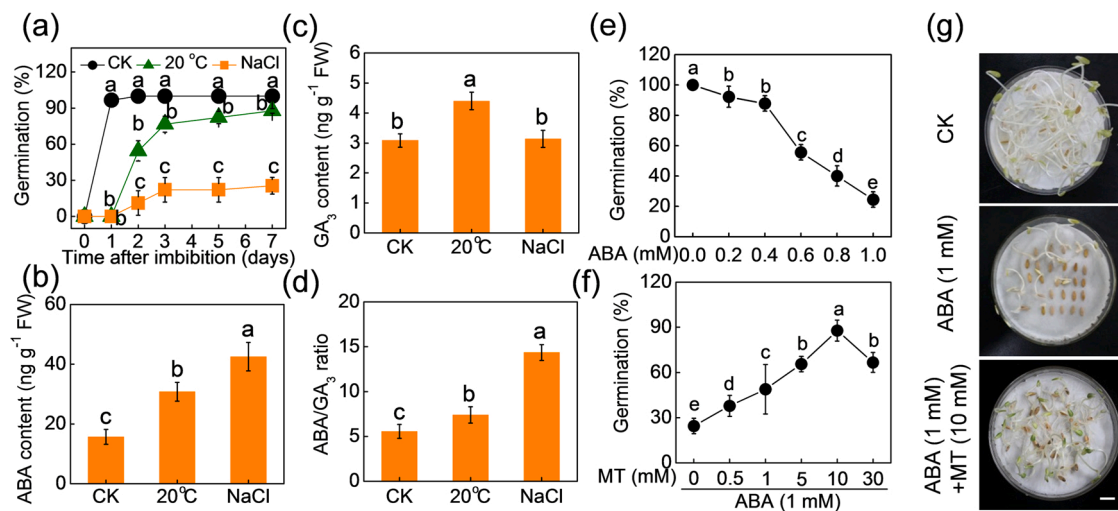 (a)
CK 20 °C NaCl
Germination (%)
120
90
60
30
0
a a a a
b b b b
b c c c c
0 1 2 3 5 7
Time after imbibition (days)
(b)
ABA content (ng g⁻¹ FW)
60
40
20
0
c b a
CK 20°C NaCl
(c)
GA₃ content (ng g⁻¹ FW)
6
5
4
3
2
1
0
b a b
CK 20°C NaCl
(d)
ABA/GA₃ ratio
20
15
10
5
0
c b a
CK 20°C NaCl
(e)
Germination (%)
120
100
80
60
40
20
0
a b b c d e
0.0 0.2 0.4 0.6 0.8 1.0
ABA (mM)
(f)
Germination (%)
120
90
60
30
0
e d c b a b
MT (mM) 0 0.5 1 5 10 30
ABA (1 mM)
(g)
CK
ABA (1 mM)
ABA (1 mM)
+MT (10 mM)